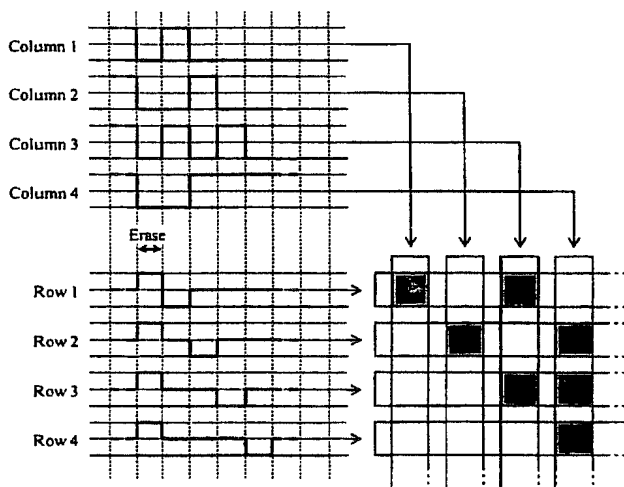 Column 1
Column 2
Column 3
Column 4
Erase
Row 1
Row 2
Row 3
Row 4